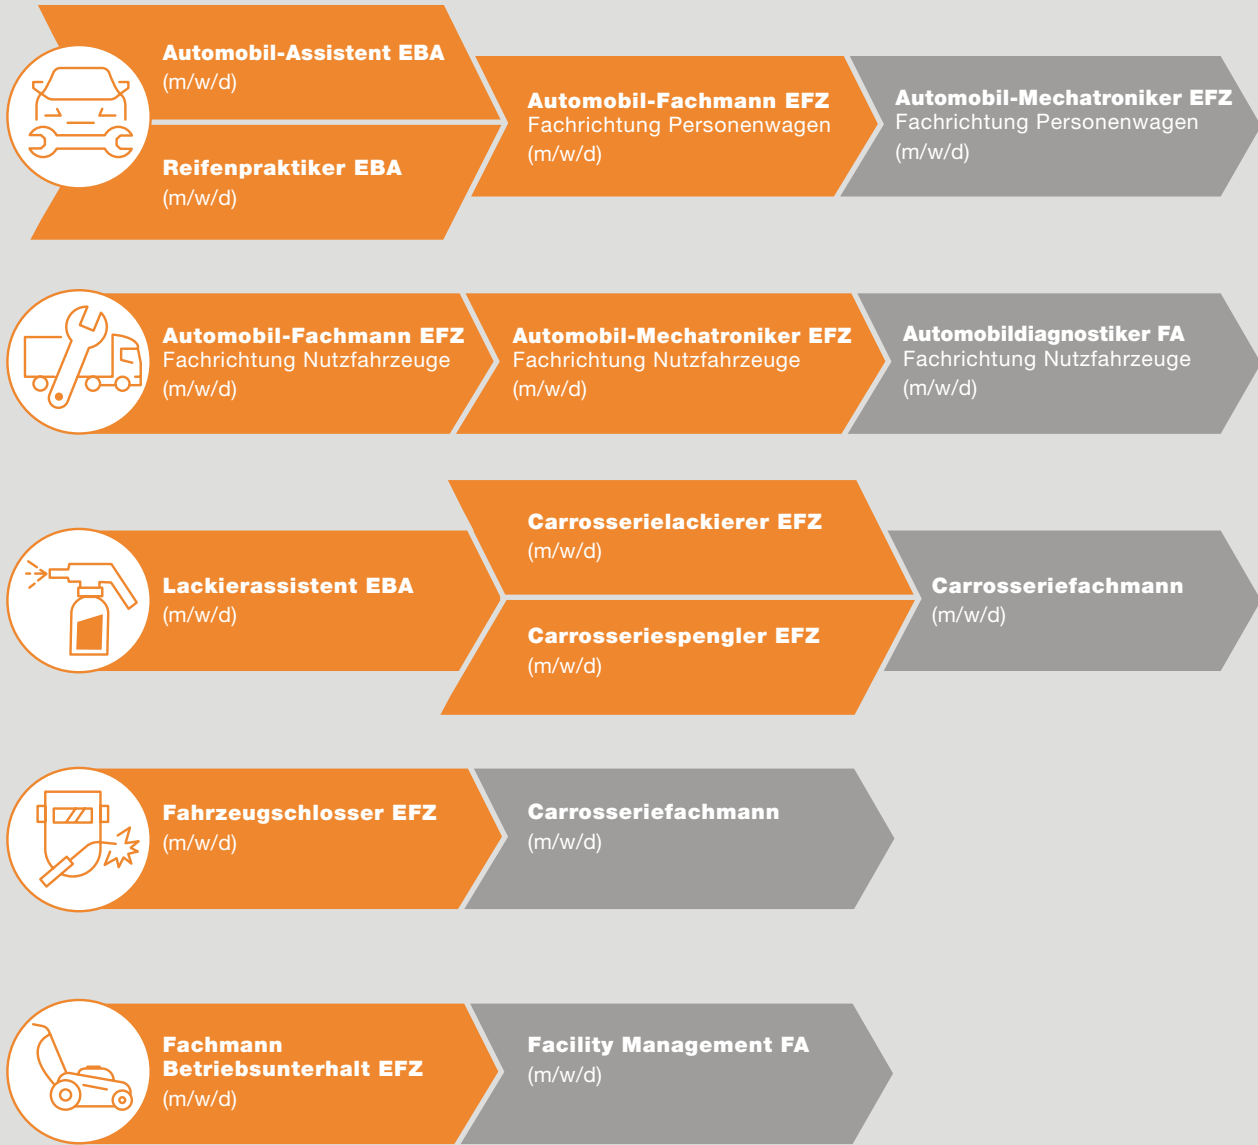 Automobil-Assistent EBA
(m/w/d)
Reifenpraktiker EBA
(m/w/d)
Automobil-Fachmann EFZ
Fachrichtung Personenwagen
(m/w/d)
Automobil-Mechatroniker EFZ
Fachrichtung Personenwagen
(m/w/d)
Automobil-Fachmann EFZ
Fachrichtung Nutzfahrzeuge
(m/w/d)
Automobil-Mechatroniker EFZ
Fachrichtung Nutzfahrzeuge
(m/w/d)
Automobildiagnostiker FA
Fachrichtung Nutzfahrzeuge
(m/w/d)
Lackierassistent EBA
(m/w/d)
Carrosserielackierer EFZ
(m/w/d)
Carrosseriespengler EFZ
(m/w/d)
Carrosseriefachmann
(m/w/d)
Fahrzeugschlosser EFZ
(m/w/d)
Carrosseriefachmann
(m/w/d)
Fachmann
Betriebsunterhalt EFZ
(m/w/d)
Facility Management FA
(m/w/d)